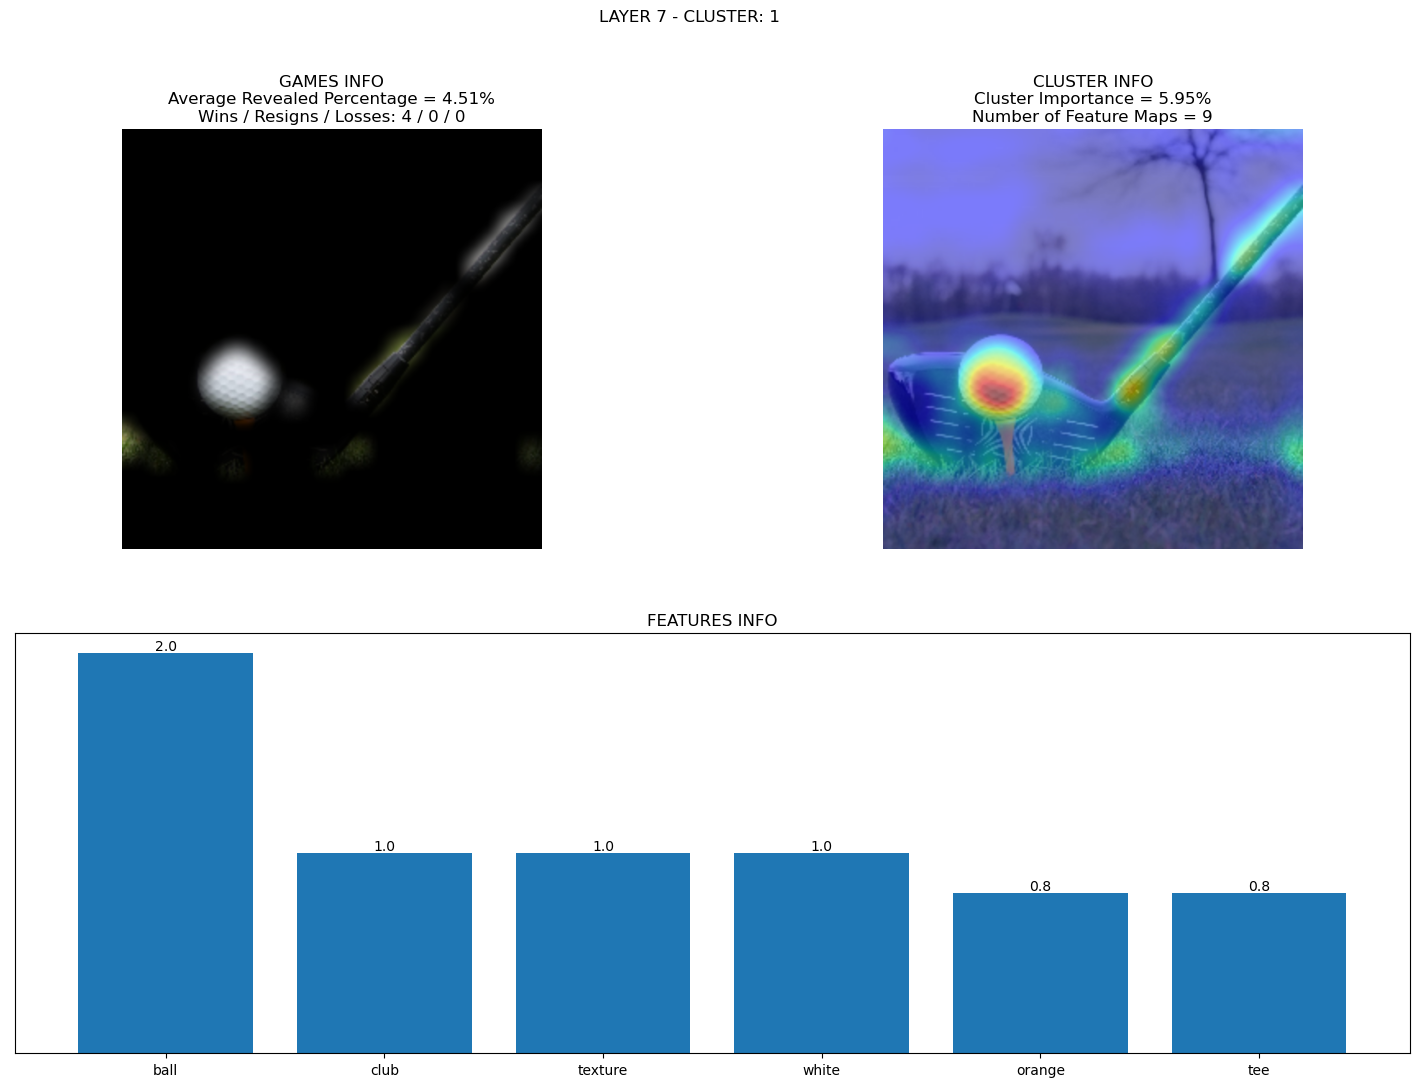 LAYER 7 - CLUSTER: 1
GAMES INFO
Average Revealed Percentage = 4.51%
Wins / Resigns / Losses: 4 / 0 / 0
CLUSTER INFO
Cluster Importance = 5.95%
Number of Feature Maps = 9
FEATURES INFO
2.0
1.0
1.0
1.0
0.8
0.8
ball
club
texture
white
orange
tee